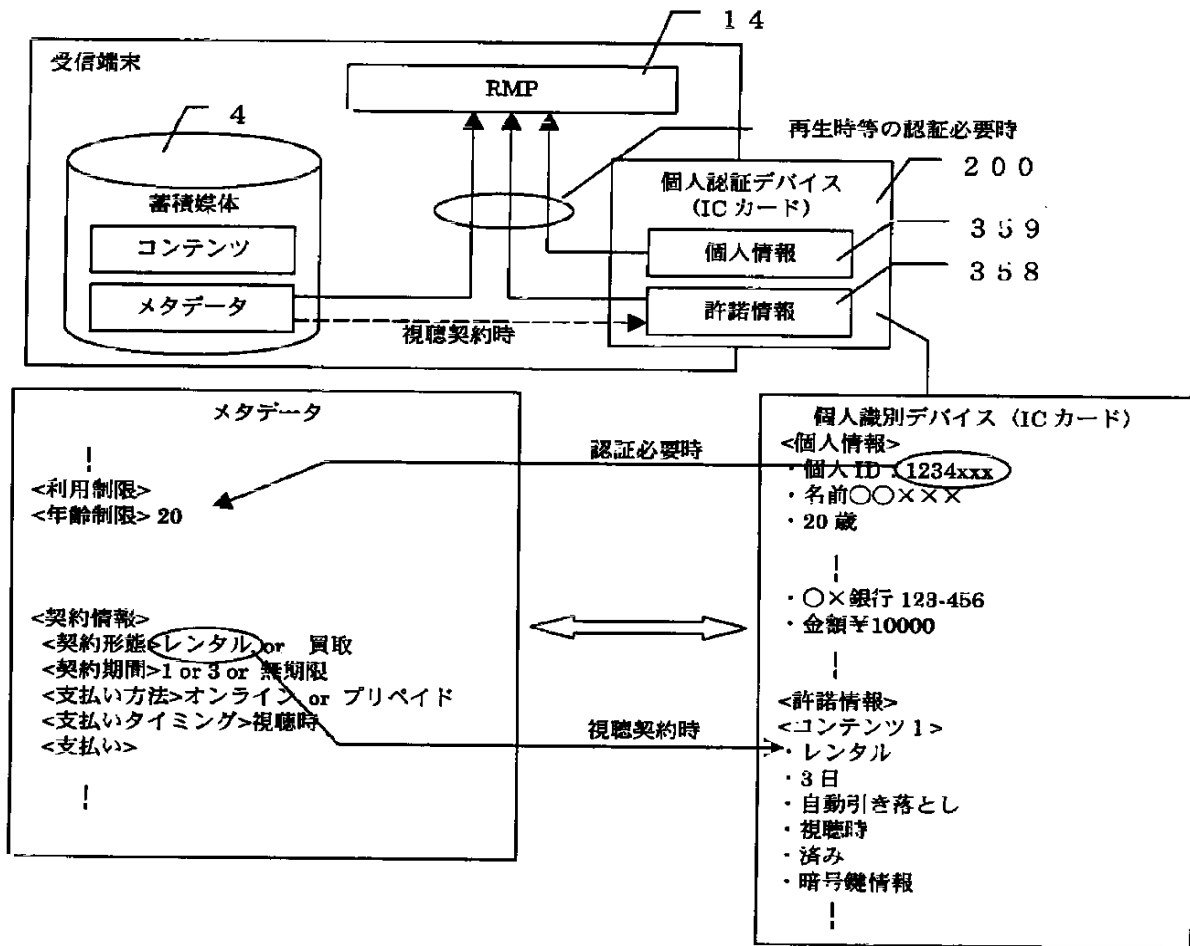 １４
受信端末
RMP
４
再生時等の認証必要時
２００
個人認証デバイス
（IC カード）
蓄積媒体
コンテンツ
メタデータ
個人情報
３５９
許諾情報
３５８
視聴契約時
メタデータ
<利用制限>
<年齢制限> 20
<契約情報>
<契約形態>レンタル or 買取
<契約期間>1 or 3 or 無期限
<支払い方法>オンライン or プリペイド
<支払いタイミング>視聴時
<支払い>
認証必要時
視聴契約時
個人識別デバイス（IC カード）
<個人情報>
・個人 ID：1234xxx
・名前○○×××
・20 歳
・○×銀行 123-456
・金額￥10000
<許諾情報>
<コンテンツ 1>
・レンタル
・3 日
・自動引き落とし
・視聴時
・済み
・暗号鍵情報